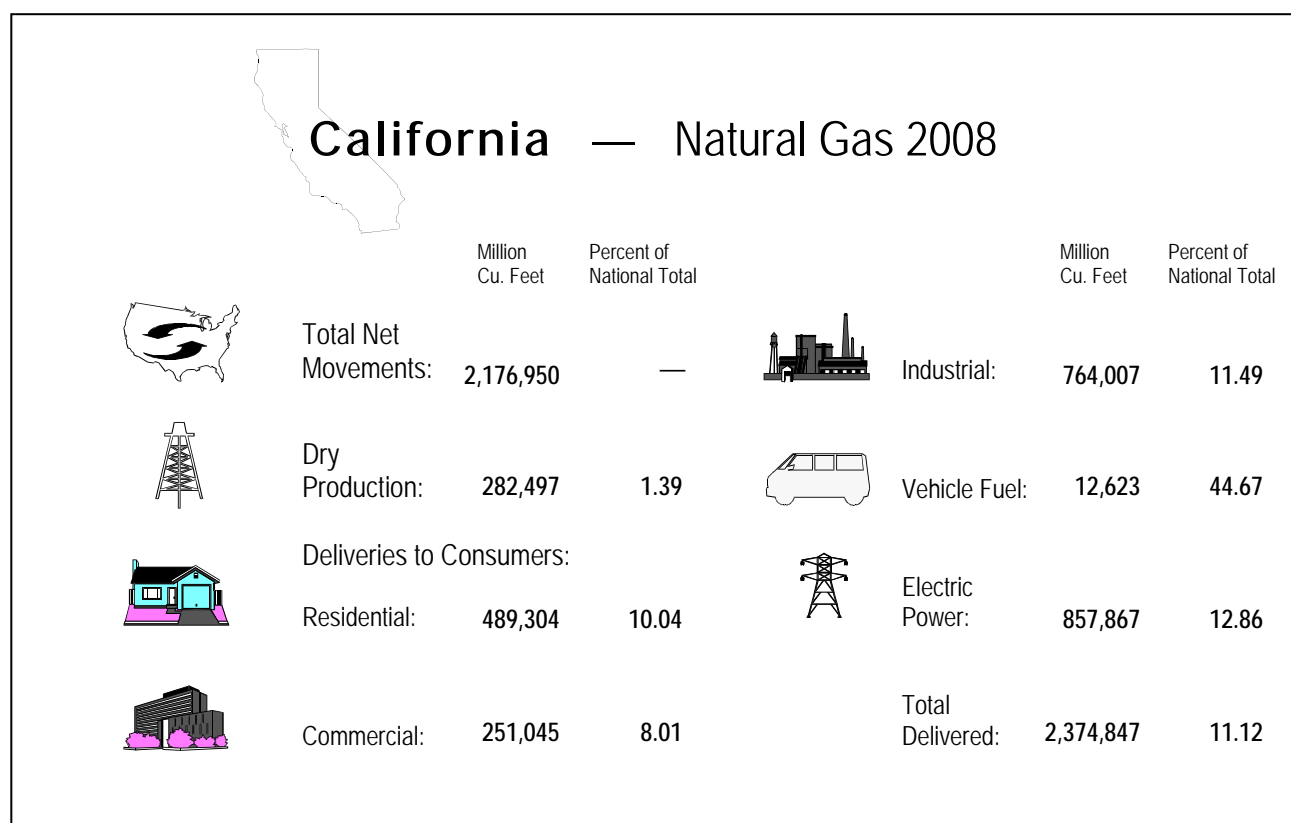 California — Natural Gas 2008
Million
Cu. Feet
Percent of
National Total
Total Net
Movements: 2,176,950 —
Dry
Production: 282,497 1.39
Deliveries to Consumers:
Residential: 489,304 10.04
Commercial: 251,045 8.01
Million
Cu. Feet
Percent of
National Total
Industrial: 764,007 11.49
Vehicle Fuel: 12,623 44.67
Electric
Power: 857,867 12.86
Total
Delivered: 2,374,847 11.12